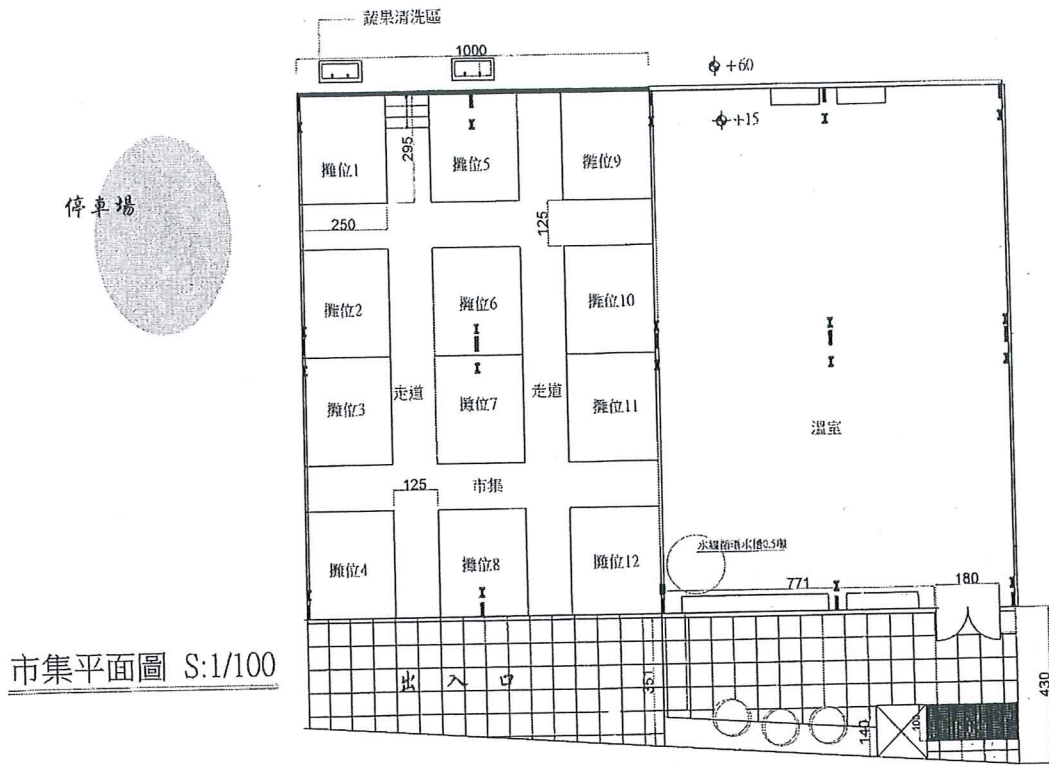 蔬果清洗區
1000
+60
+15
攤位1
攤位5
攤位9
295
停車場
250
125
攤位2
攤位6
攤位10
走道
走道
攤位3
攤位7
攤位11
溫室
125
市集
攤位4
攤位8
攤位12
771
180
市集平面圖 S:1/100
出入口
351
430
140
100